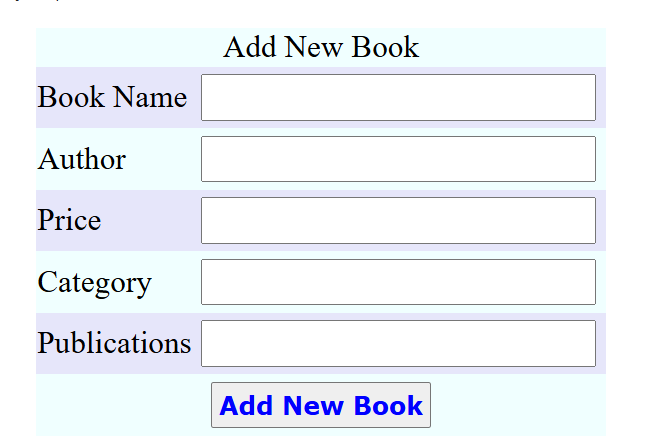 Add New Book
Book Name
Author
Price
Category
Publications
Add New Book